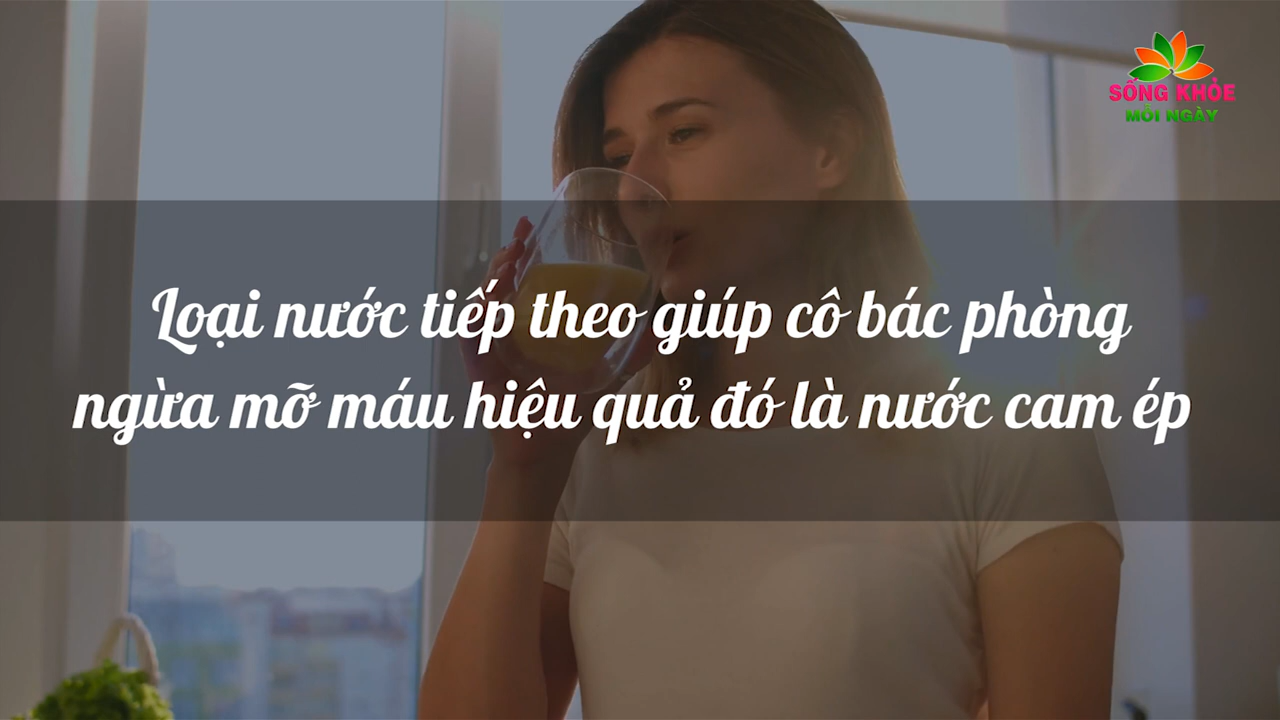 SỐNG KHỎE
MỖI NGÀY
Loại nước tiếp theo giúp cô bác phòng
ngừa mỡ máu hiệu quả đó là nước cam ép